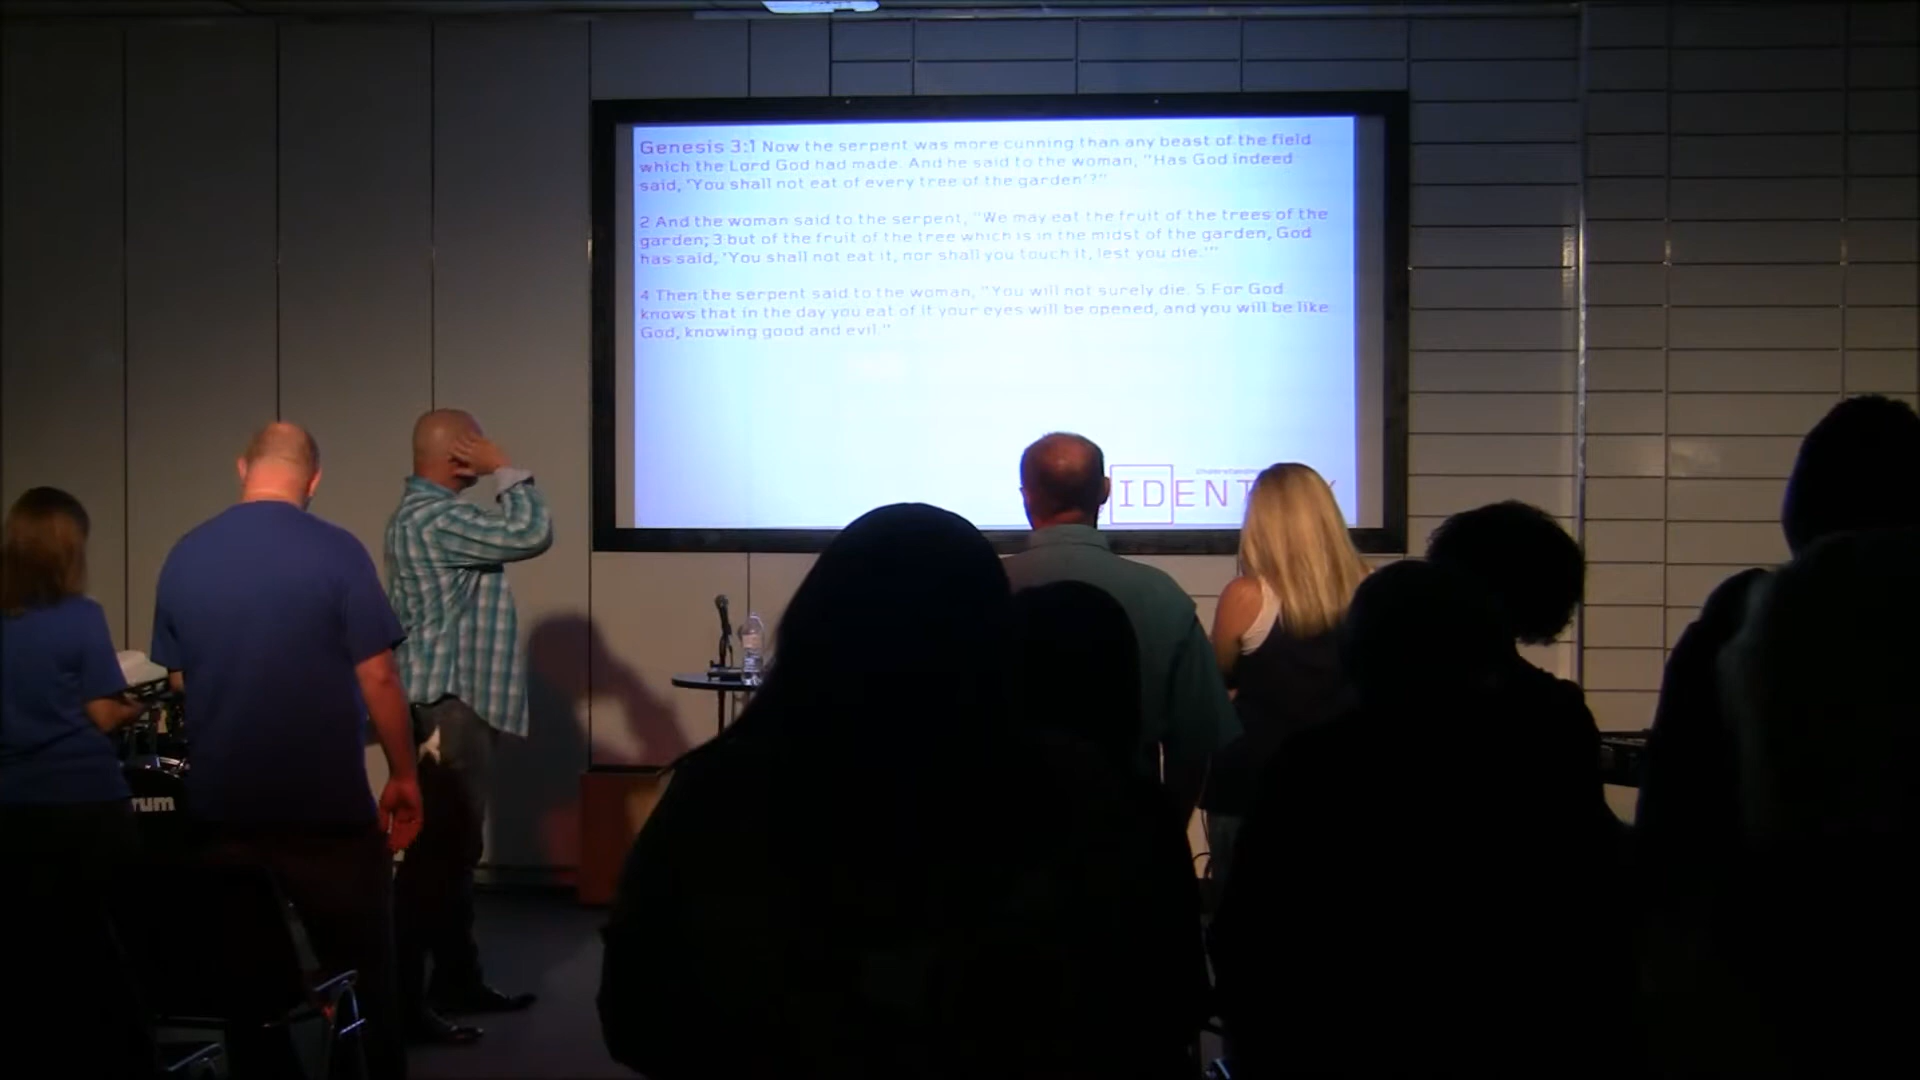 Genesis 3:1 Now the serpent was more cunning than any beast of the field
which the Lord God had made. And he said to the woman, "Has God indeed
said, 'You shall not eat of every tree of the garden'?"
2 And the woman said to the serpent, "We may eat the fruit of the trees of the
garden; 3 but of the fruit of the tree which is in the midst of the garden, God
has said, 'You shall not eat it, nor shall you touch it, lest you die.'"
4 Then the serpent said to the woman, "You will not surely die. 5 For God
knows that in the day you eat of it your eyes will be opened, and you will be like
God, knowing good and evil."
IDENT
rum